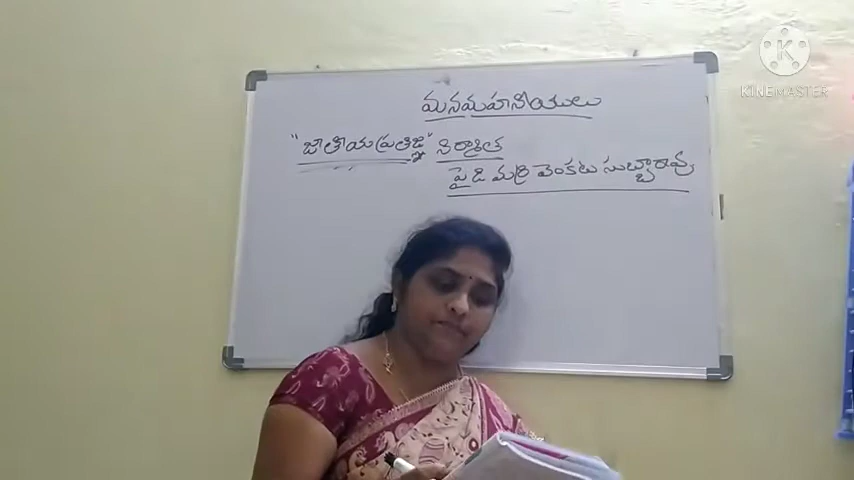 మనమహనీయులు
"జాతీయప్రతిజ్ఞ" నిర్మాత
పైడి మర్రి వెంకట సుబ్బారావు
K
KINEMASTER